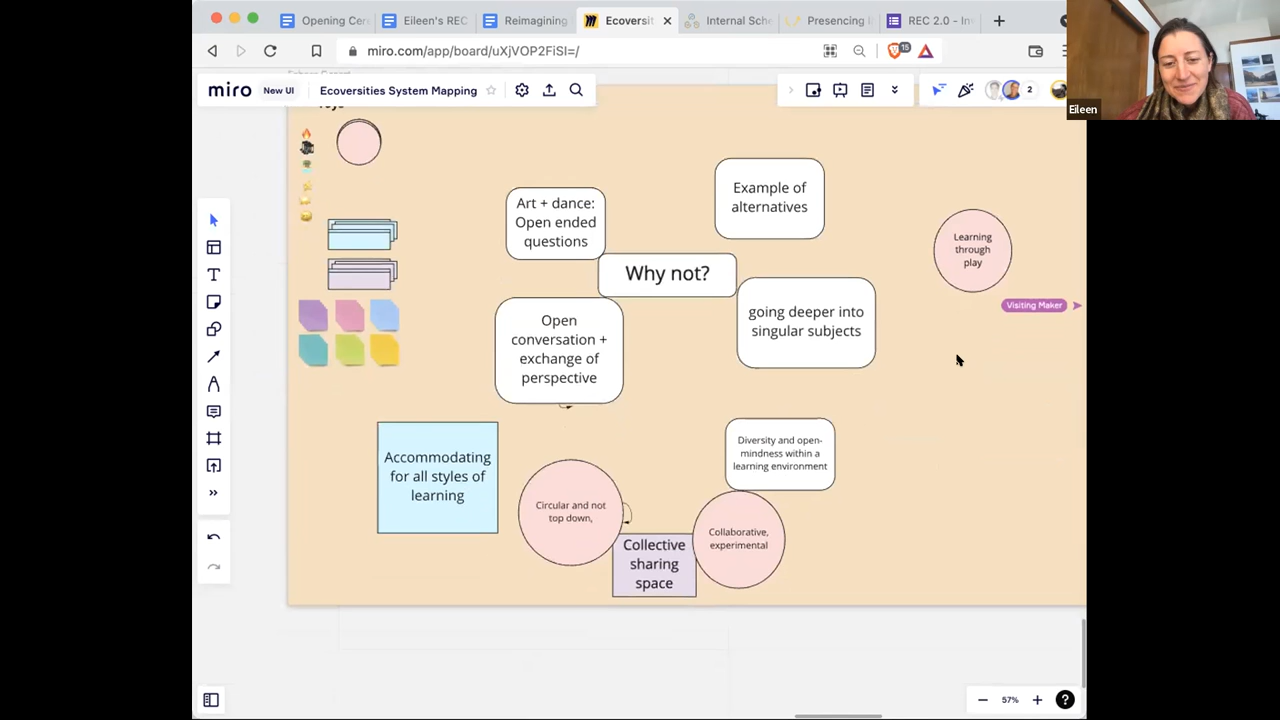 Opening Cer
Eileen's REC
Reimagining
Ecoversit
Internal Sch
Presencing I
REC 2.0 - In
miro.com/app/board/uXjVOP2FiSI=/
15
Eileen
miro
New UI
Ecoversities System Mapping
2
Art + dance:
Open ended
questions
Example of
alternatives
Why not?
Learning
through
play
Visiting Maker
going deeper into
singular subjects
Open
conversation +
exchange of
perspective
Accommodating
for all styles of
learning
Diversity and open-
mindedness within a
learning environment
Circular and not
top down,
Collaborative,
experimental
Collective
sharing
space
57%